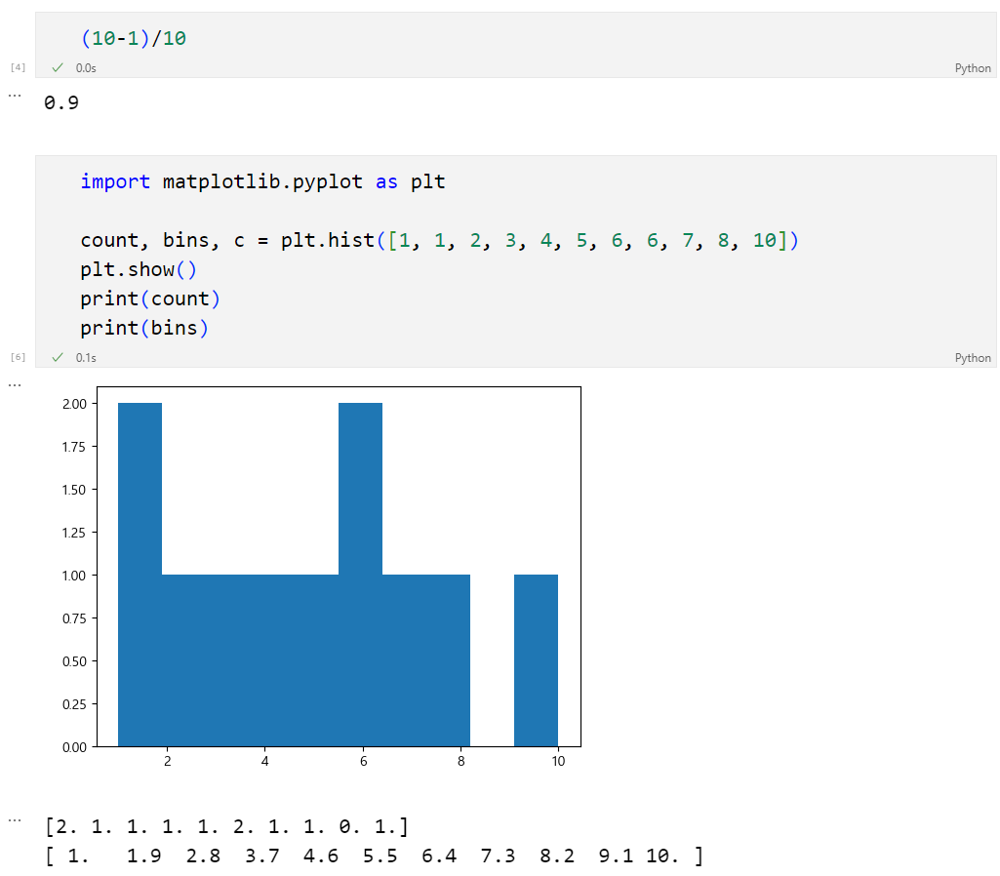 (10-1)/10
[4] ✓ 0.0s Python
... 0.9
import matplotlib.pyplot as plt
count, bins, c = plt.hist([1, 1, 2, 3, 4, 5, 6, 6, 7, 8, 10])
plt.show()
print(count)
print(bins)
[6] ✓ 0.1s Python
...
2.00
1.75
1.50
1.25
1.00
0.75
0.50
0.25
0.00
2 4 6 8 10
... [2. 1. 1. 1. 1. 2. 1. 1. 0. 1.]
[ 1. 1.9 2.8 3.7 4.6 5.5 6.4 7.3 8.2 9.1 10. ]